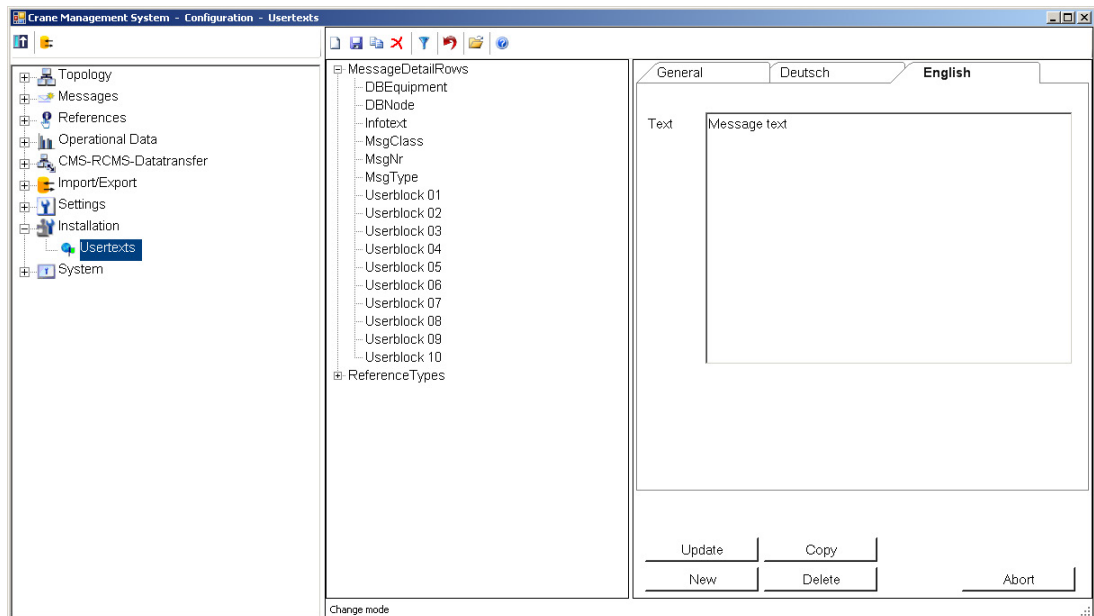 Crane Management System - Configuration - Usertexts
Topology
Messages
References
Operational Data
CMS-RCMS-Datatransfer
Import/Export
Settings
Installation
Usertexts
System
MessageDetailRows
DBEquipment
DBNode
Infotext
MsgClass
MsgNr
MsgType
Userblock 01
Userblock 02
Userblock 03
Userblock 04
Userblock 05
Userblock 06
Userblock 07
Userblock 08
Userblock 09
Userblock 10
ReferenceTypes
General Deutsch English
Text Message text
Update Copy
New Delete Abort
Change mode